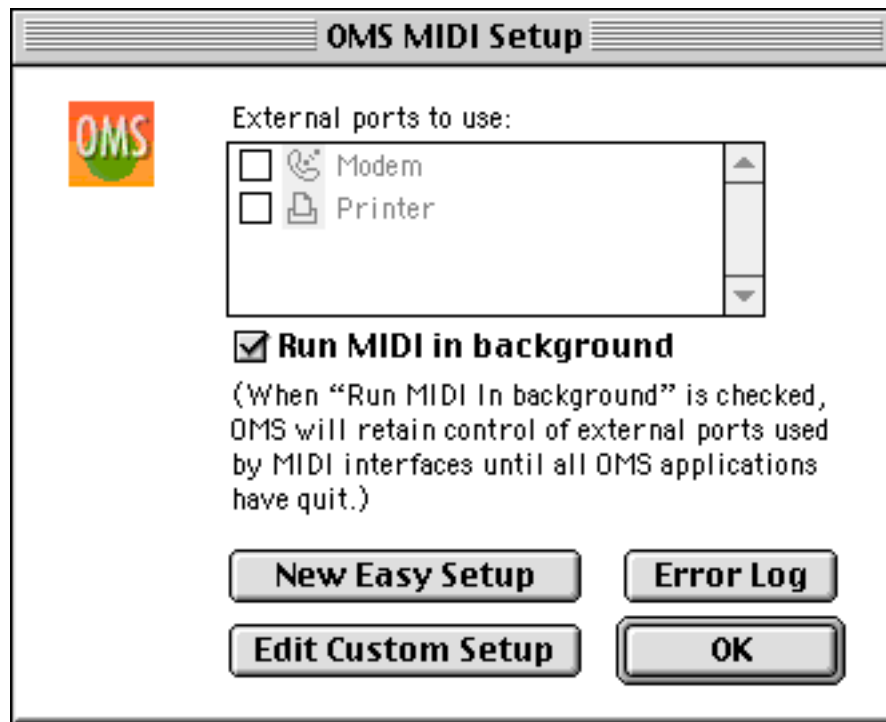 OMS MIDI Setup
OMS
External ports to use:
Modem
Printer
Run MIDI in background
(When “Run MIDI In background” is checked,
OMS will retain control of external ports used
by MIDI interfaces until all OMS applications
have quit.)
New Easy Setup
Error Log
Edit Custom Setup
OK